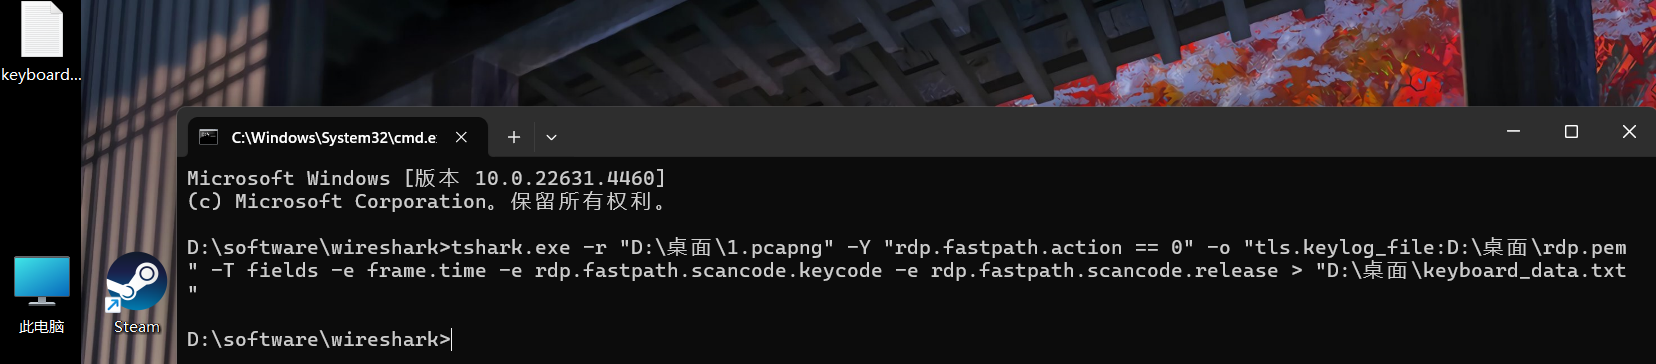 keyboard...
C:\Windows\System32\cmd.e
Microsoft Windows [版本 10.0.22631.4460]
(c) Microsoft Corporation。保留所有权利。
D:\software\wireshark>tshark.exe -r "D:\桌面\1.pcapng" -Y "rdp.fastpath.action == 0" -o "tls.keylog_file:D:\桌面\rdp.pem
" -T fields -e frame.time -e rdp.fastpath.scancode.keycode -e rdp.fastpath.scancode.release > "D:\桌面\keyboard_data.txt
"
此电脑
Steam
D:\software\wireshark>